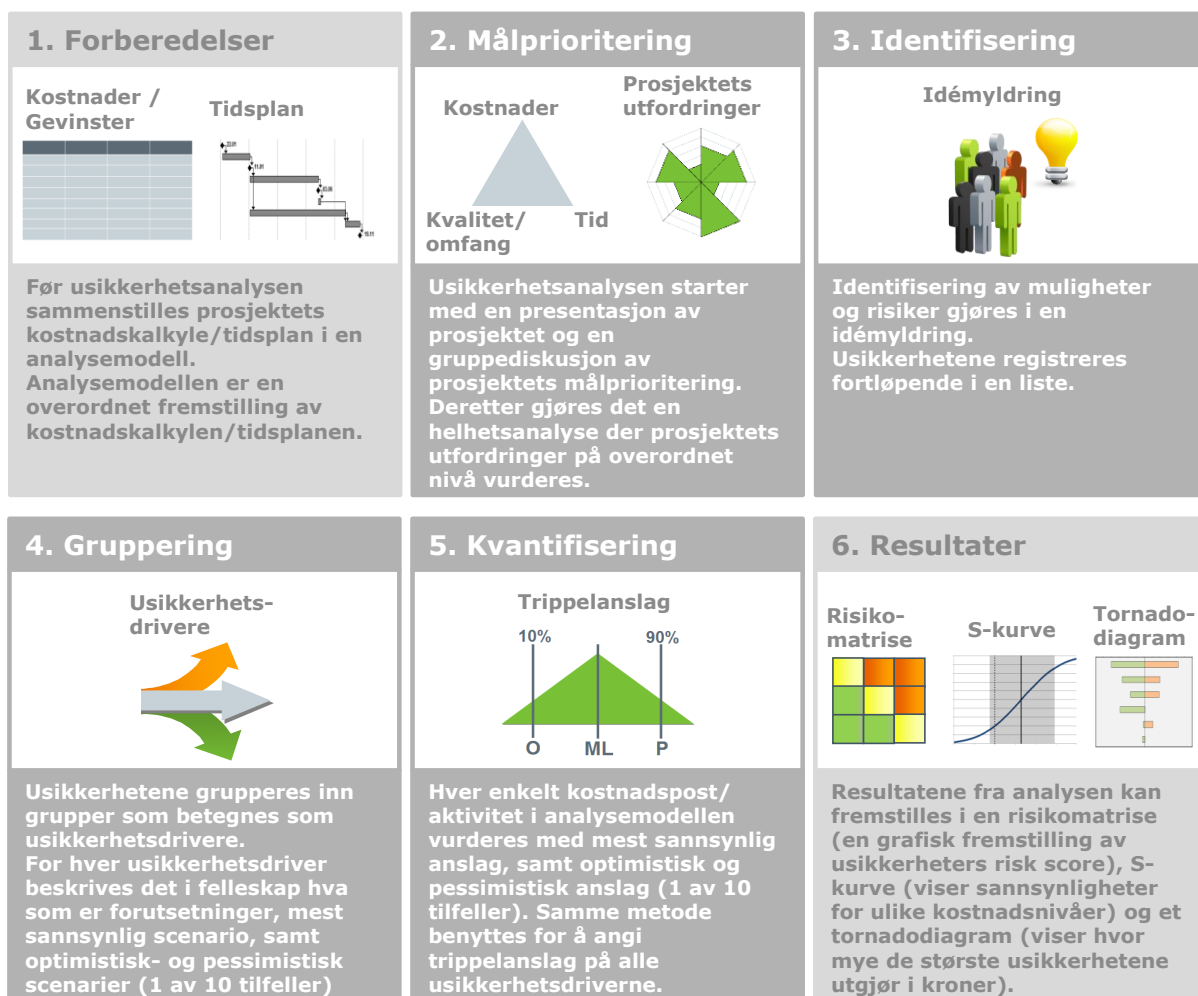 1. Forberedelser
Kostnader /
Gevinster
Tidsplan
Før usikkerhetsanalysen
sammenstilles prosjektets
kostnadskalkyle/tidsplan i en
analysemodell.
Analysemodellen er en
overordnet fremstilling av
kostnadskalkylen/tidsplanen.
2. Målprioritering
Kostnader
Prosjektets
utfordringer
Kvalitet/
omfang
Tid
Usikkerhetsanalysen starter
med en presentasjon av
prosjektet og en
gruppediskusjon av
prosjektets målprioritering.
Deretter gjøres det en
helhetsanalyse der prosjektets
utfordringer på overordnet
nivå vurderes.
3. Identifisering
Idémyldring
Identifisering av muligheter
og risiker gjøres i en
idémyldring.
Usikkerhetene registreres
fortløpende i en liste.
4. Gruppering
Usikkerhets-
drivere
Usikkerhetene grupperes inn
grupper som betegnes som
usikkerhetsdrivere.
For hver usikkerhetsdriver
beskrives det i felleskap hva
som er forutsetninger, mest
sannsynlig scenario, samt
optimistisk- og pessimistisk
scenarier (1 av 10 tilfeller)
5. Kvantifisering
Trippelanslag
10%
90%
O
ML
P
Hver enkelt kostnadspost/
aktivitet i analysemodellen
vurderes med mest sannsynlig
anslag, samt optimistisk og
pessimistisk anslag (1 av 10
tilfeller). Samme metode
benyttes for å angi
trippelanslag på alle
usikkerhetsdriverne.
6. Resultater
Risiko-
matrise
S-kurve
Tornado-
diagram
Resultatene fra analysen kan
fremstilles i en risikomatrise
(en grafisk fremstilling av
usikkerheters risk score), S-
kurve (viser sannsynligheter
for ulike kostnadsnivåer) og et
tornadodiagram (viser hvor
mye de største usikkerhetene
utgjør i kroner).